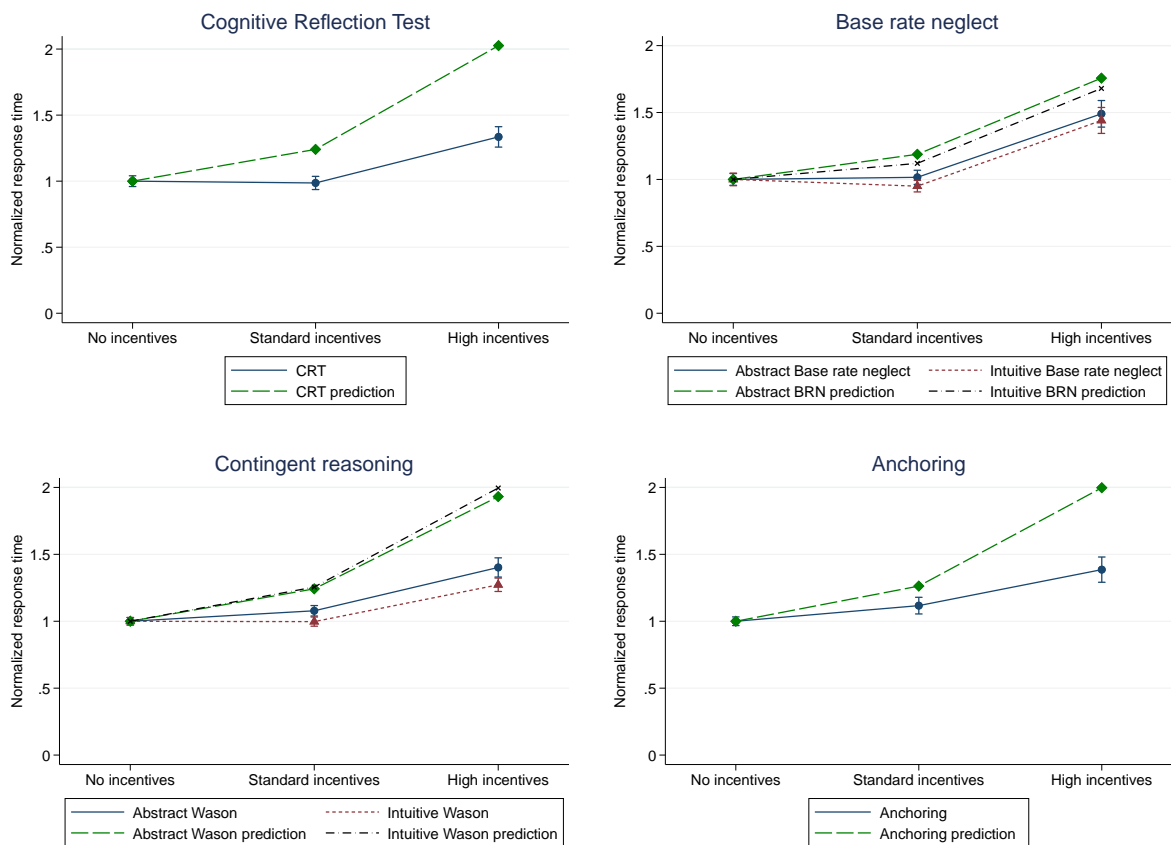 Cognitive Reflection Test
Normalized response time
2
1.5
1
.5
0
No incentives Standard incentives High incentives
CRT
CRT prediction
Base rate neglect
Normalized response time
2
1.5
1
.5
0
No incentives Standard incentives High incentives
Abstract Base rate neglect Intuitive Base rate neglect
Abstract BRN prediction Intuitive BRN prediction
Contingent reasoning
Normalized response time
2
1.5
1
.5
0
No incentives Standard incentives High incentives
Abstract Wason Intuitive Wason
Abstract Wason prediction Intuitive Wason prediction
Anchoring
Normalized response time
2
1.5
1
.5
0
No incentives Standard incentives High incentives
Anchoring
Anchoring prediction